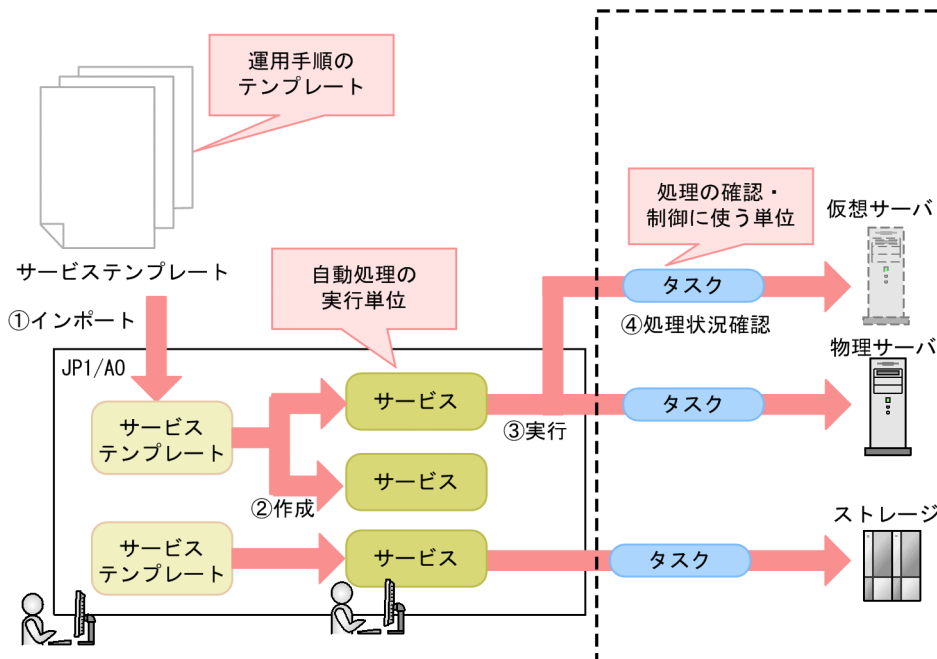 運用手順の
テンプレート
サービステンプレート
①インポート
自動処理の
実行単位
処理の確認・
制御に使う単位
仮想サーバ
タスク
④処理状況確認
物理サーバ
JP1/AO
サービス
テンプレート
サービス
③実行
タスク
サービス
②作成
サービス
テンプレート
サービス
タスク
ストレージ